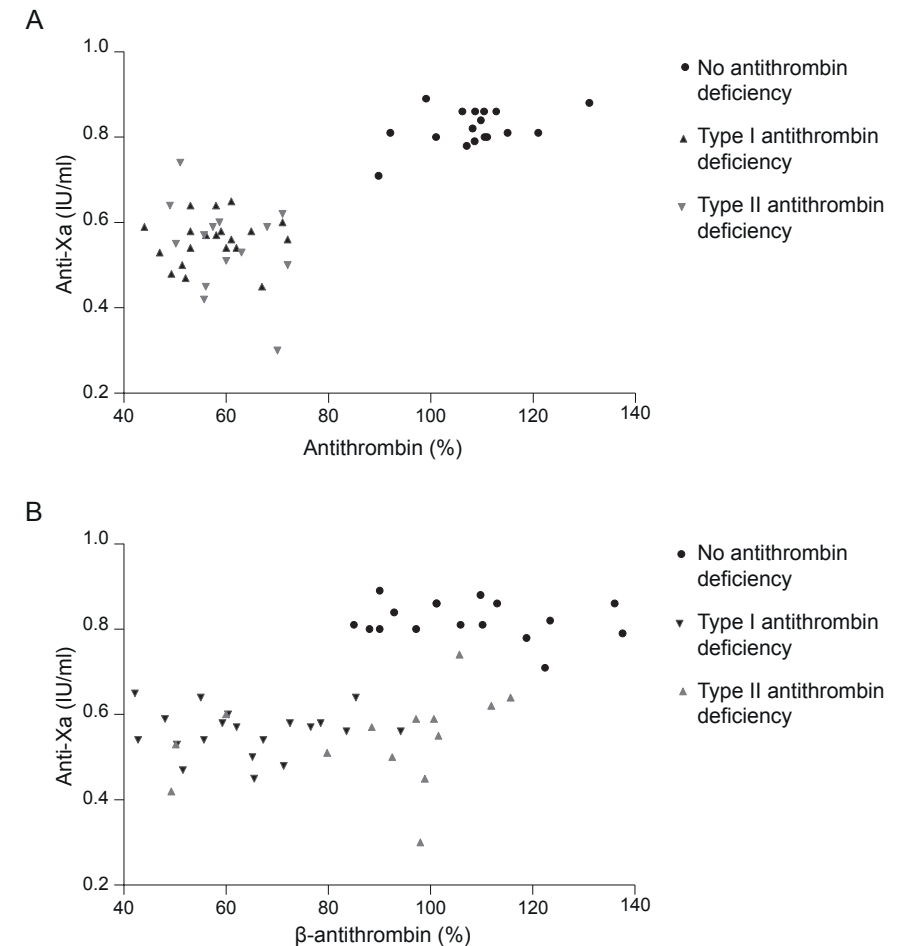 A
1.0
0.8
0.6
0.4
0.2
Anti-Xa (IU/ml)
40 60 80 100 120 140
Antithrombin (%)
No antithrombin
deficiency
Type I antithrombin
deficiency
Type II antithrombin
deficiency
B
1.0
0.8
0.6
0.4
0.2
Anti-Xa (IU/ml)
40 60 80 100 120 140
β-antithrombin (%)
No antithrombin
deficiency
Type I antithrombin
deficiency
Type II antithrombin
deficiency